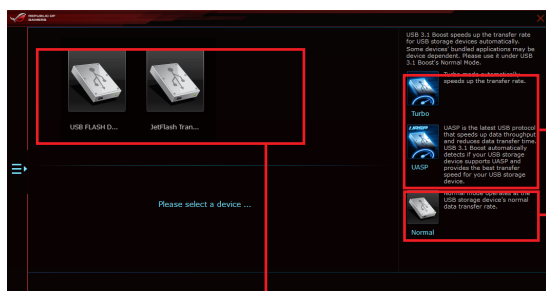 REPUBLIC OF
GAMERS
USB 3.1 Boost speeds up the transfer rate
for USB storage devices automatically.
Some devices' bundled applications may be
device dependent. Please use it under USB
3.1 Boost's Normal Mode.
Turbo mode automatically
speeds up the transfer rate.
Turbo
USB FLASH D...
JetFlash Tran...
UASP
UASP is the latest USB protocol
that speeds up data throughput
and reduces data transfer time.
USB 3.1 Boost automatically
detects if your USB storage
device supports UASP and
provides the best transfer
speed for your USB storage
device.
UASP
Please select a device ...
Normal mode operates at the
USB storage device's normal
data transfer rate.
Normal